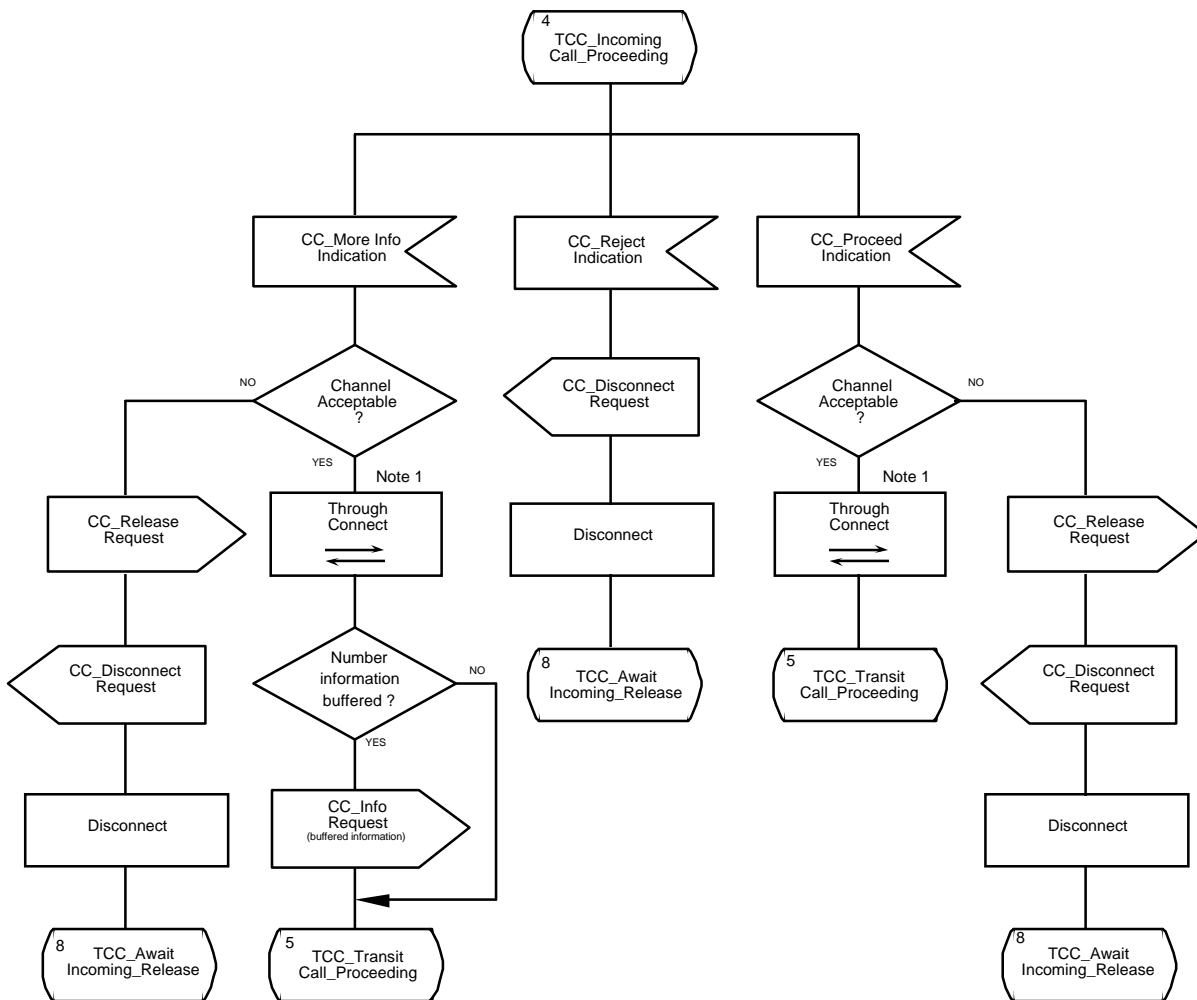 4
TCC_Incoming
Call_Proceeding
CC_More Info
Indication
CC_Reject
Indication
CC_Proceed
Indication
NO
Channel
Acceptable
?
YES
CC_Disconnect
Request
Channel
Acceptable
?
NO
YES
Note 1
Through
Connect
CC_Release
Request
Disconnect
Note 1
Through
Connect
CC_Release
Request
CC_Disconnect
Request
Number
information
buffered ?
NO
YES
8
TCC_Await
Incoming_Release
5
TCC_Transit
Call_Proceeding
CC_Disconnect
Request
Disconnect
CC_Info
Request
(buffered information)
Disconnect
8
TCC_Await
Incoming_Release
5
TCC_Transit
Call_Proceeding
8
TCC_Await
Incoming_Release